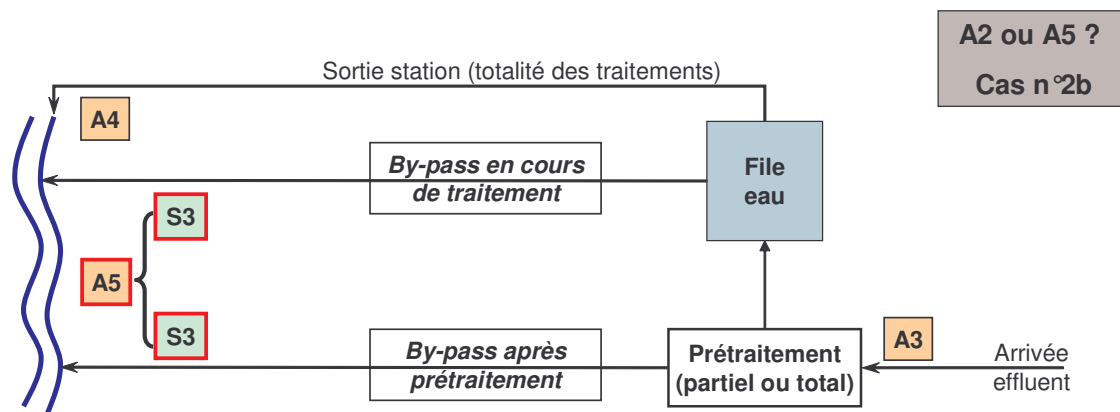 A2 ou A5 ?
Cas n°2b
Sortie station (totalité des traitements)
A4
By-pass en cours
de traitement
File
eau
S3
A5
S3
By-pass après
prétraitement
Prétraitement
(partiel ou total)
A3
Arrivée
effluent